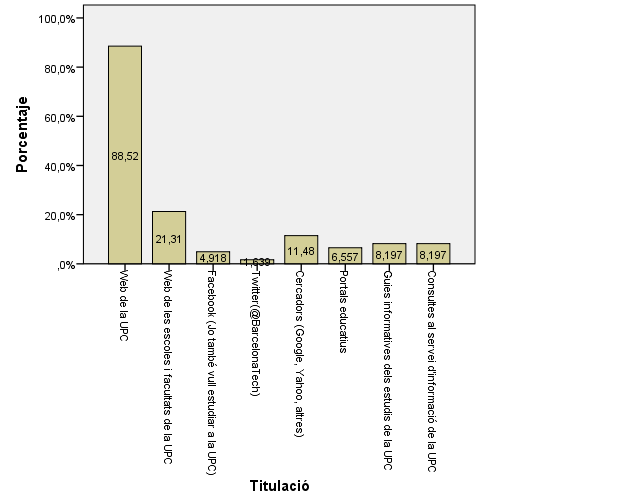 100,0%
80,0%
60,0%
40,0%
20,0%
,0%
Porcentaje
88,52
21,31
4,918
1,639
11,48
6,557
8,197
8,197
Web de la UPC
Web de les escoles i facultats de la UPC
Facebook (Jo també vull estudiar a la UPC)
Twitter(@BarcelonaTech)
Cercadors (Google, Yahoo, altres)
Portals educatius
Guies informatives dels estudis de la UPC
Consultes al servei d'informació de la UPC
Titulació